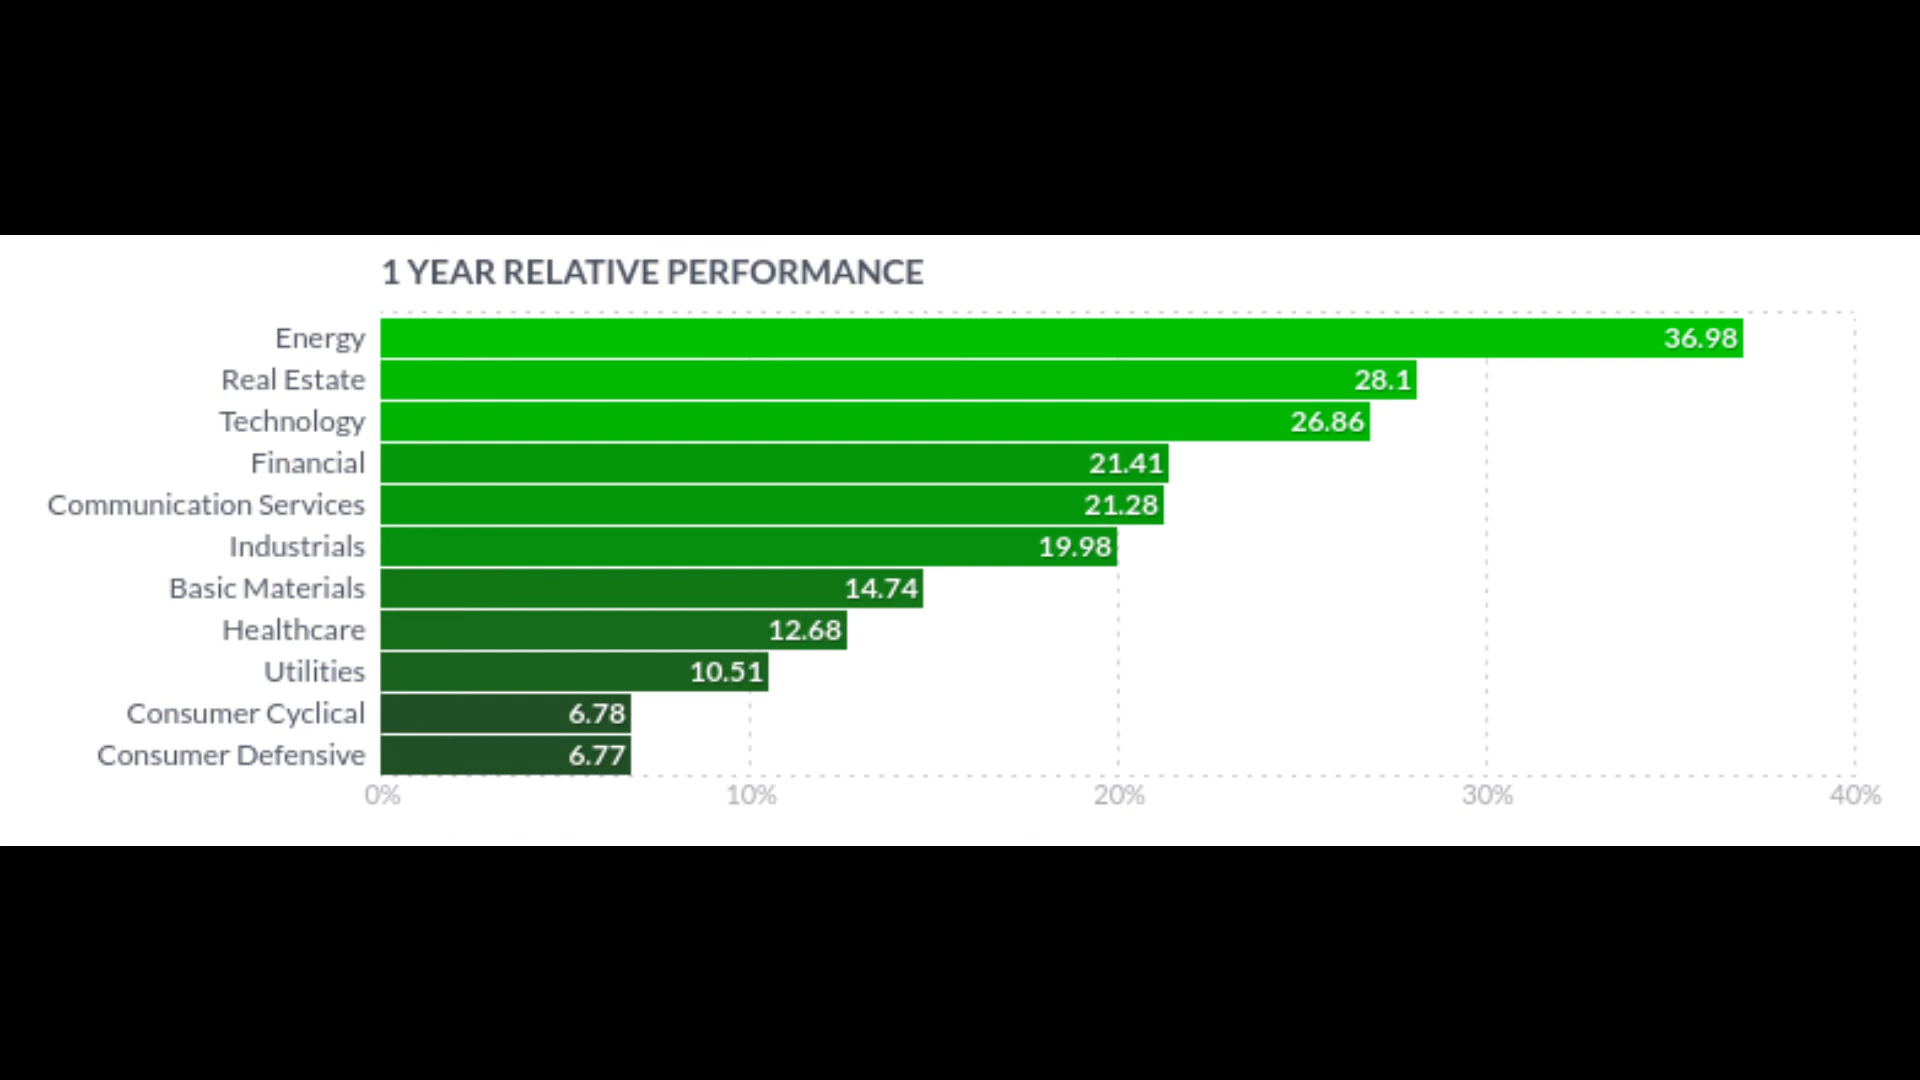 1 YEAR RELATIVE PERFORMANCE
Energy 36.98
Real Estate 28.1
Technology 26.86
Financial 21.41
Communication Services 21.28
Industrials 19.98
Basic Materials 14.74
Healthcare 12.68
Utilities 10.51
Consumer Cyclical 6.78
Consumer Defensive 6.77
0% 10% 20% 30% 40%